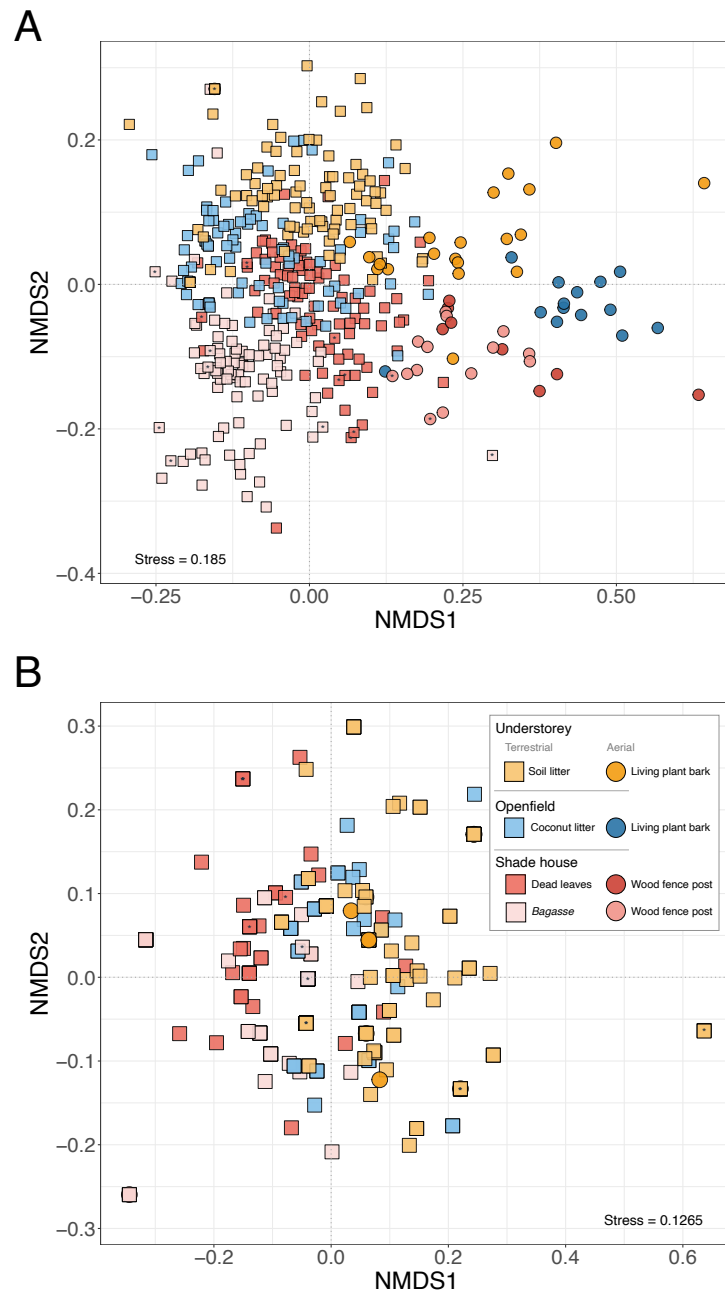 A
NMDS2
0.2
0.0
−0.2
−0.4
Stress = 0.185
−0.25
0.00
0.25
0.50
NMDS1
B
NMDS2
0.3
0.2
0.1
0.0
−0.1
−0.2
−0.3
Understorey
Terrestrial
Aerial
Soil litter
Living plant bark
Openfield
Coconut litter
Living plant bark
Shade house
Dead leaves
Wood fence post
Bagasse
Wood fence post
Stress = 0.1265
−0.2
0.0
0.2
0.4
0.6
NMDS1